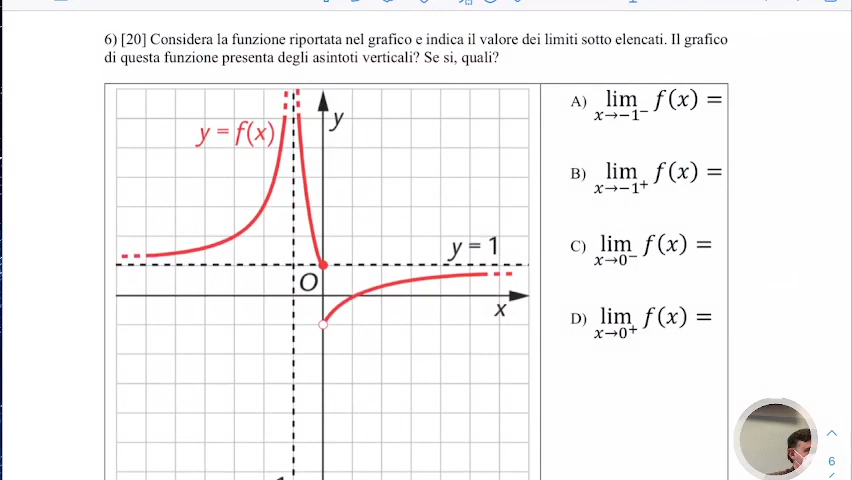 6) [20] Considera la funzione riportata nel grafico e indica il valore dei limiti sotto elencati. Il grafico
di questa funzione presenta degli asintoti verticali? Se si, quali?
y = f(x)
y
y = 1
O
x
A) lim x→−1⁻ f(x) =
B) lim x→−1⁺ f(x) =
C) lim x→0⁻ f(x) =
D) lim x→0⁺ f(x) =
6